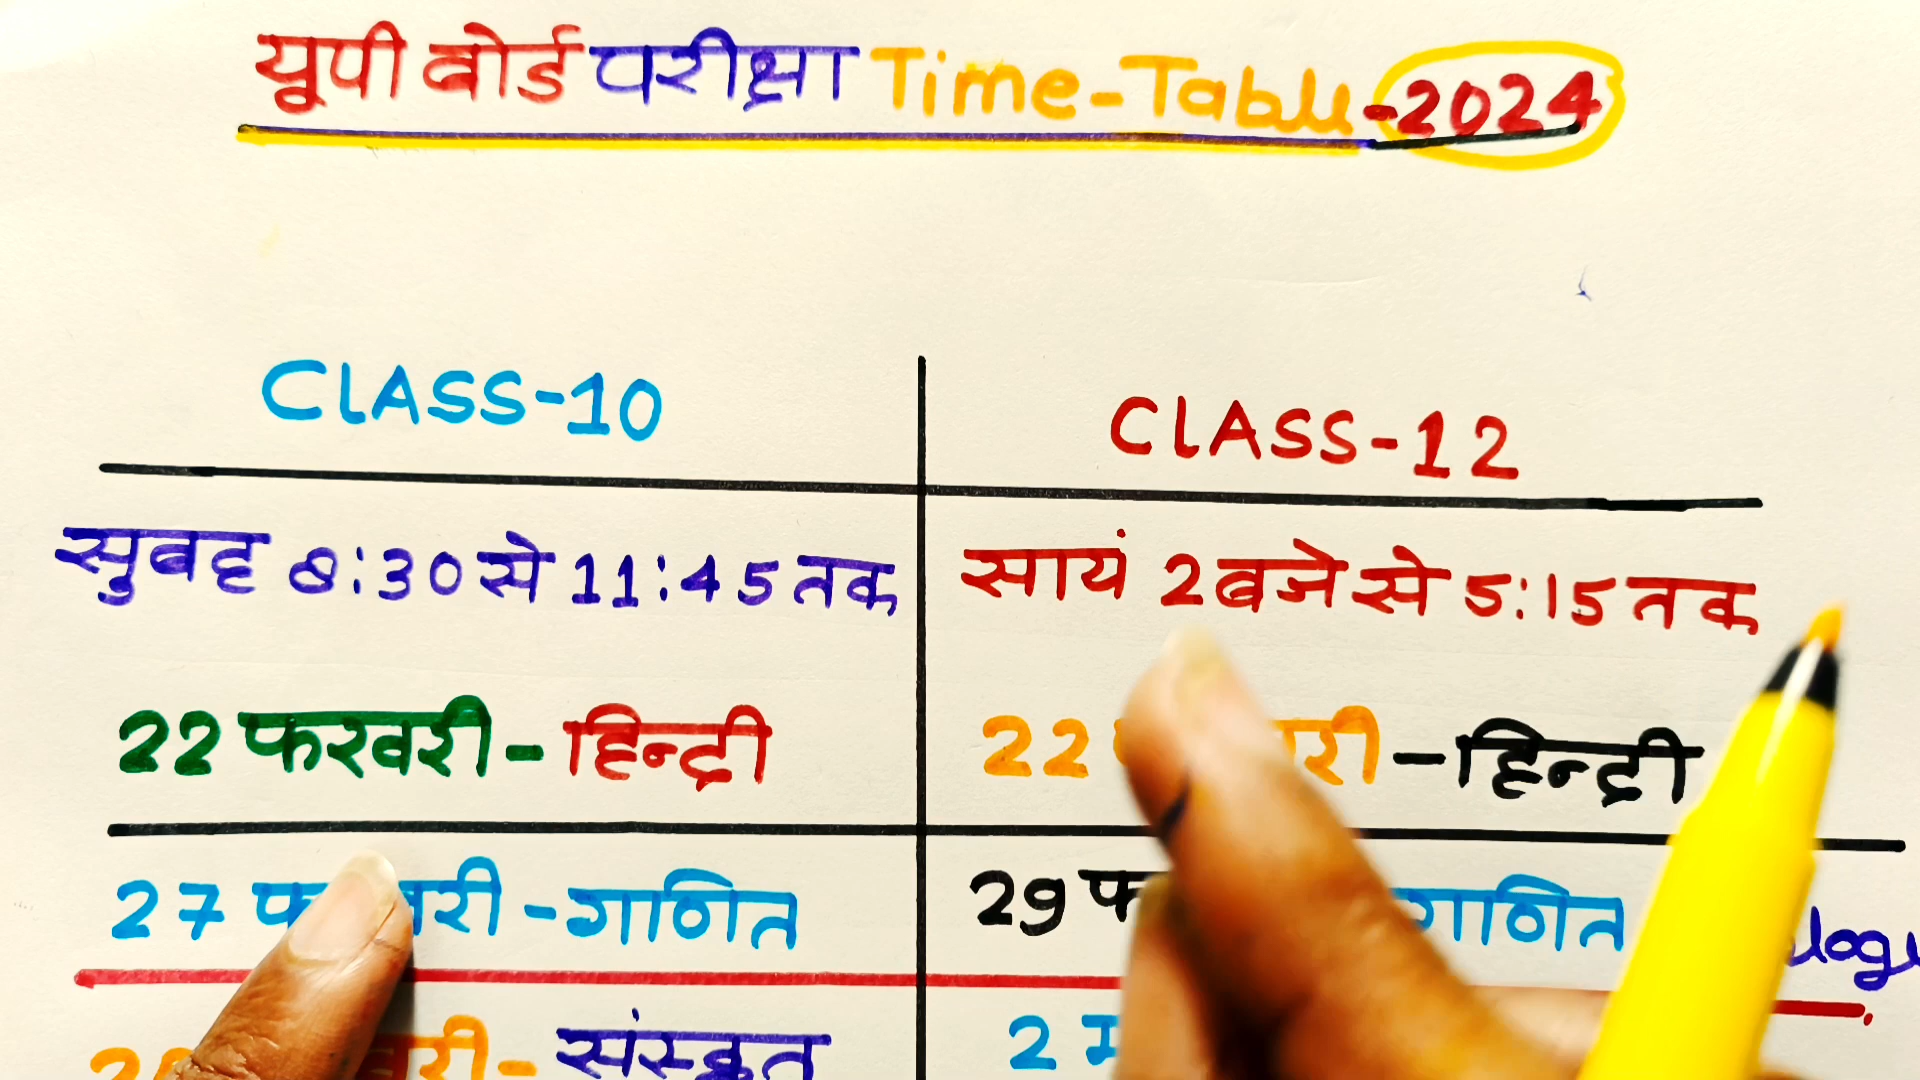 यूपी बोर्ड परीक्षा Time-Table-2024
CLASS-10
CLASS-12
सुबह 8:30 से 11:45 तक
सायं 2 बजे से 5:15 तक
22 फरवरी - हिन्दी
22 - हिन्दी
27 - गणित
29 गणित
संस्कृत
2